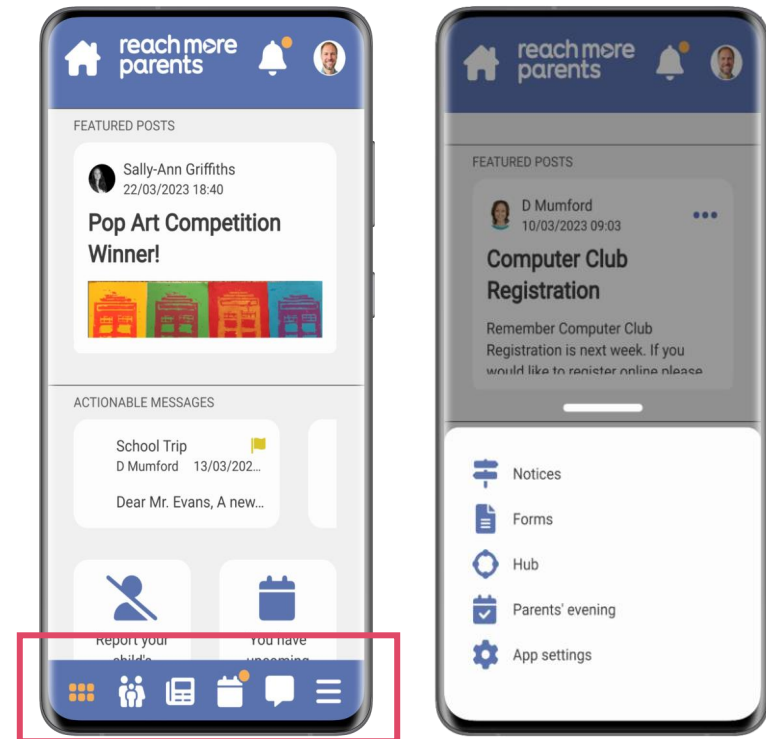 reach more
parents
FEATURED POSTS
Sally-Ann Griffiths
22/03/2023 18:40
Pop Art Competition
Winner!
ACTIONABLE MESSAGES
School Trip
D Mumford 13/03/202...
Dear Mr. Evans, A new...
Report your
child's
You have
upcoming
reach more
parents
FEATURED POSTS
D Mumford
10/03/2023 09:03
Computer Club
Registration
Remember Computer Club
Registration is next week. If you
would like to register online please
Notices
Forms
Hub
Parents' evening
App settings